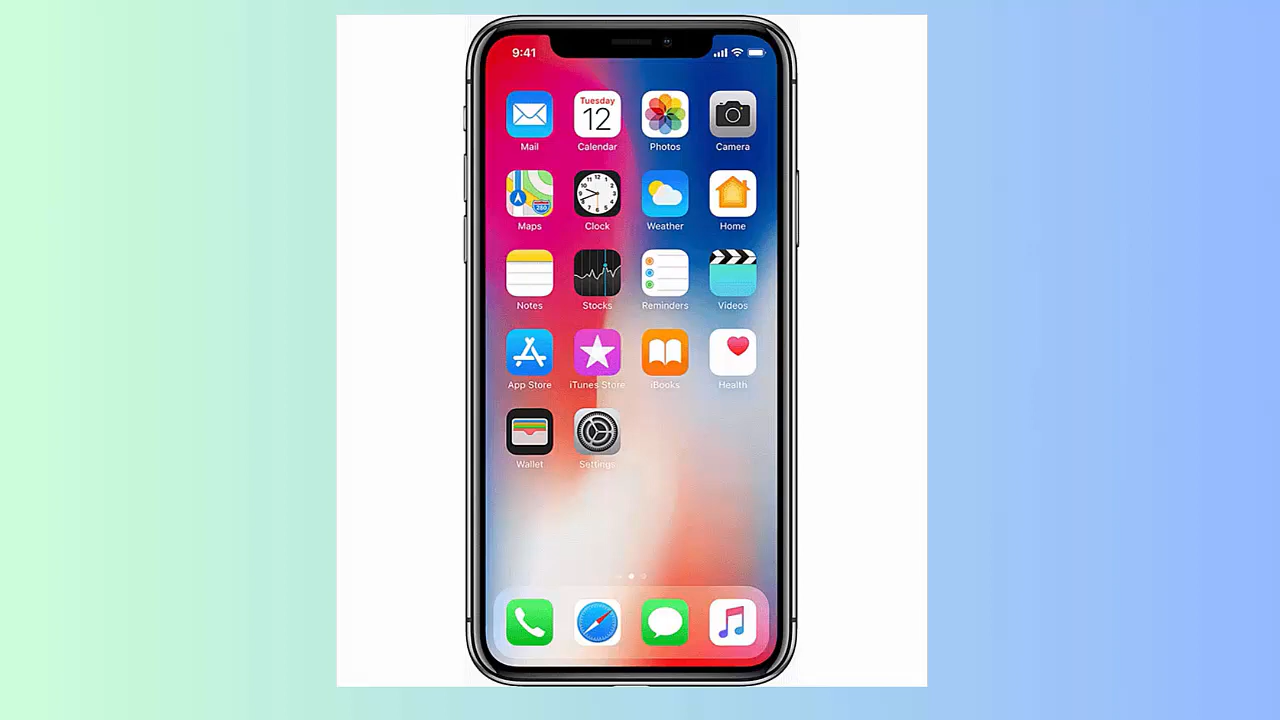 9:41
Tuesday
12
Mail Calendar Photos Camera
280
Maps Clock Weather Home
Notes Stocks Reminders Videos
App Store iTunes Store iBooks Health
Wallet Settings